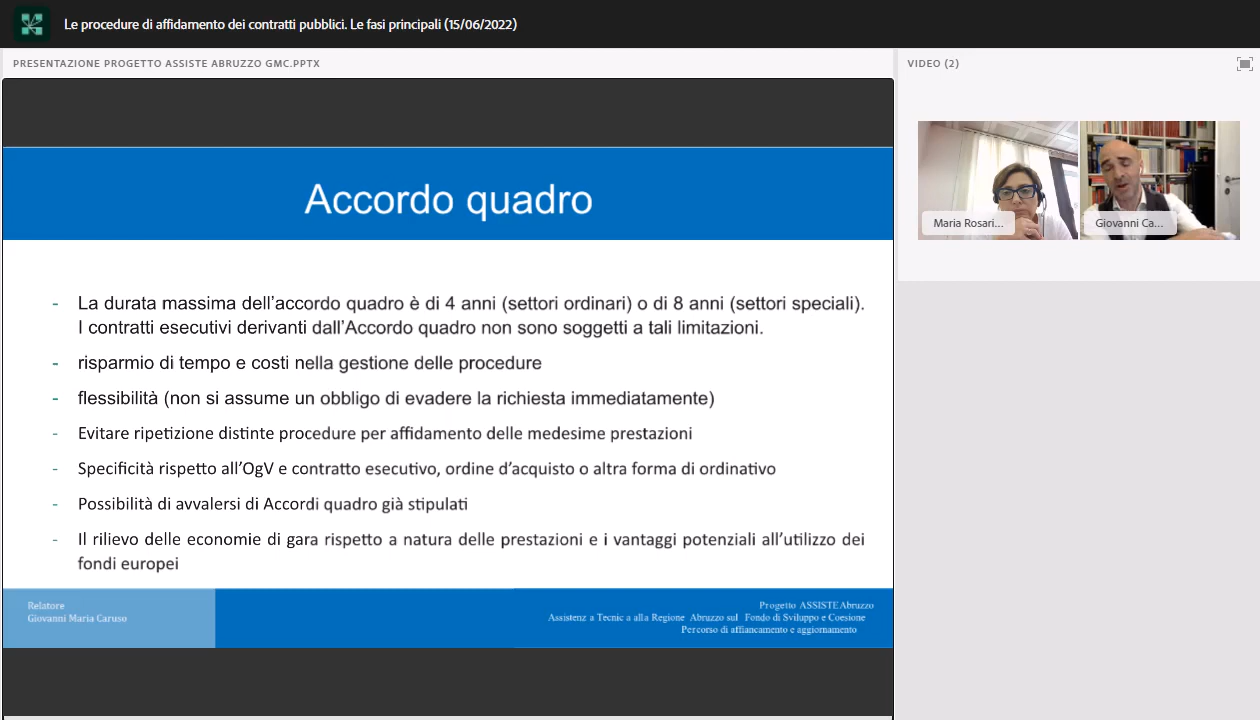 Le procedure di affidamento dei contratti pubblici. Le fasi principali (15/06/2022)
PRESENTAZIONE PROGETTO ASSISTE ABRUZZO GMC.PPTX
VIDEO (2)
Maria Rosari...
Giovanni Ca...
Accordo quadro
- La durata massima dell'accordo quadro è di 4 anni (settori ordinari) o di 8 anni (settori speciali).
I contratti esecutivi derivanti dall'Accordo quadro non sono soggetti a tali limitazioni.
- risparmio di tempo e costi nella gestione delle procedure
- flessibilità (non si assume un obbligo di evadere la richiesta immediatamente)
- Evitare ripetizione distinte procedure per affidamento delle medesime prestazioni
- Specificità rispetto all'OgV e contratto esecutivo, ordine d'acquisto o altra forma di ordinativo
- Possibilità di avvalersi di Accordi quadro già stipulati
- Il rilievo delle economie di gara rispetto a natura delle prestazioni e i vantaggi potenziali all'utilizzo dei
fondi europei
Relatore
Giovanni Maria Caruso
Progetto ASSISTE Abruzzo
Assistenz a Tecnic a alla Regione Abruzzo sul Fondo di Sviluppo e Coesione
Percorso di affiancamento e aggiornamento